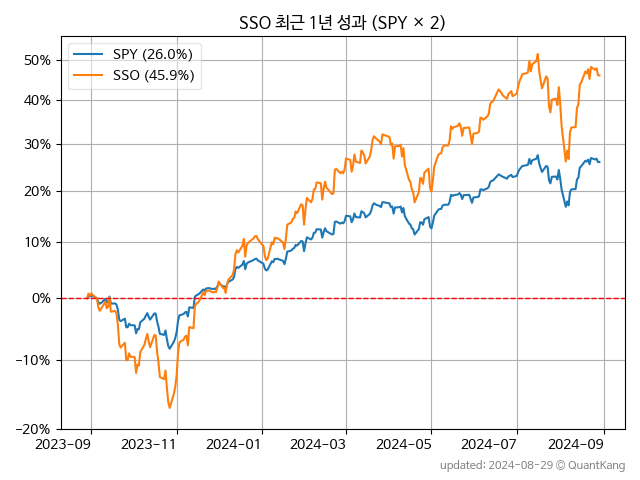 SSO 최근 1년 성과 (SPY × 2)
SPY (26.0%)
SSO (45.9%)
50%
40%
30%
20%
10%
0%
−10%
−20%
2023-09 2023-11 2024-01 2024-03 2024-05 2024-07 2024-09
updated: 2024-08-29 © QuantKang